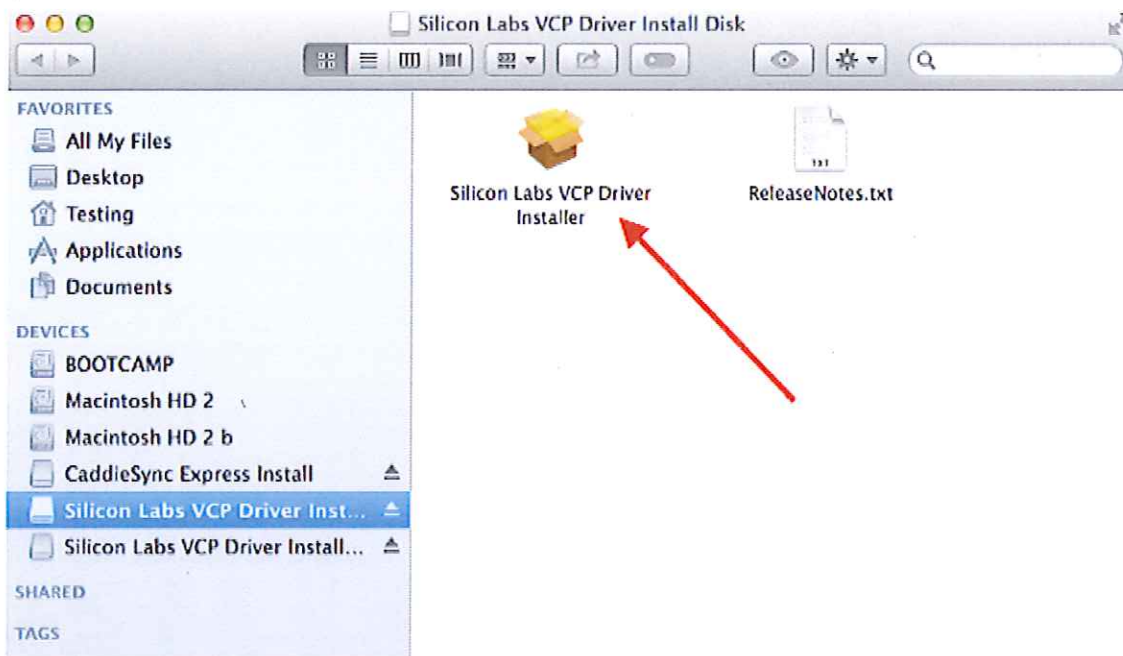 Silicon Labs VCP Driver Install Disk
FAVORITES
All My Files
Desktop
Testing
Applications
Documents
DEVICES
BOOTCAMP
Macintosh HD 2
Macintosh HD 2 b
CaddieSync Express Install
Silicon Labs VCP Driver Inst...
Silicon Labs VCP Driver Install...
SHARED
TAGS
Silicon Labs VCP Driver
Installer
TXT
ReleaseNotes.txt